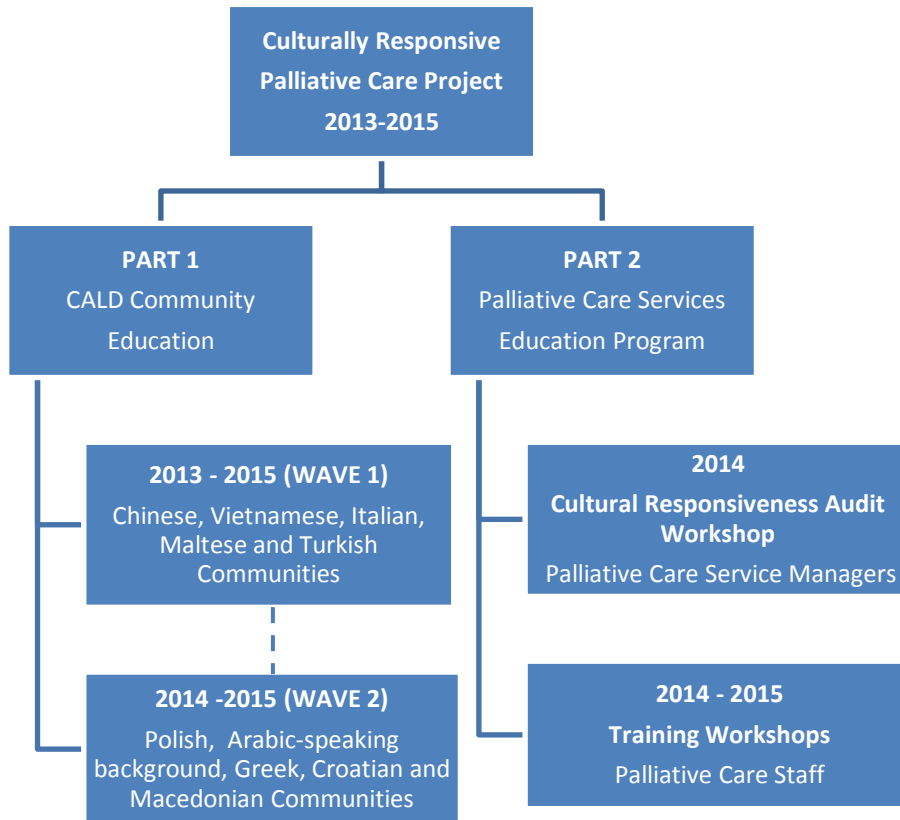 Culturally Responsive
Palliative Care Project
2013-2015
PART 1
CALD Community
Education
PART 2
Palliative Care Services
Education Program
2013 - 2015 (WAVE 1)
Chinese, Vietnamese, Italian,
Maltese and Turkish
Communities
2014 -2015 (WAVE 2)
Polish, Arabic-speaking
background, Greek, Croatian and
Macedonian Communities
2014
Cultural Responsiveness Audit
Workshop
Palliative Care Service Managers
2014 - 2015
Training Workshops
Palliative Care Staff